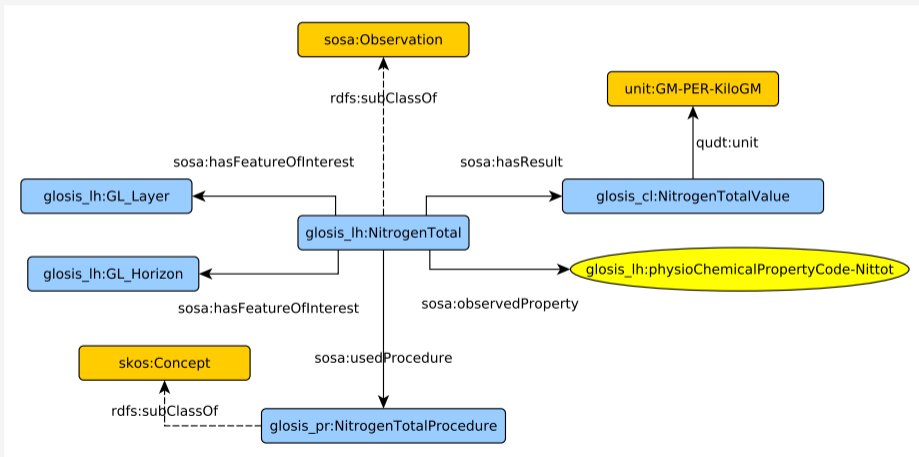 sosa:Observation
unit:GM-PER-KiloGM
rdfs:subClassOf
qudt:unit
sosa:hasFeatureOfInterest
sosa:hasResult
glosis_lh:GL_Layer
glosis_cl:NitrogenTotalValue
glosis_lh:NitrogenTotal
glosis_lh:GL_Horizon
glosis_lh:physioChemicalPropertyCode-Nittot
sosa:hasFeatureOfInterest
sosa:observedProperty
sosa:usedProcedure
skos:Concept
rdfs:subClassOf
glosis_pr:NitrogenTotalProcedure